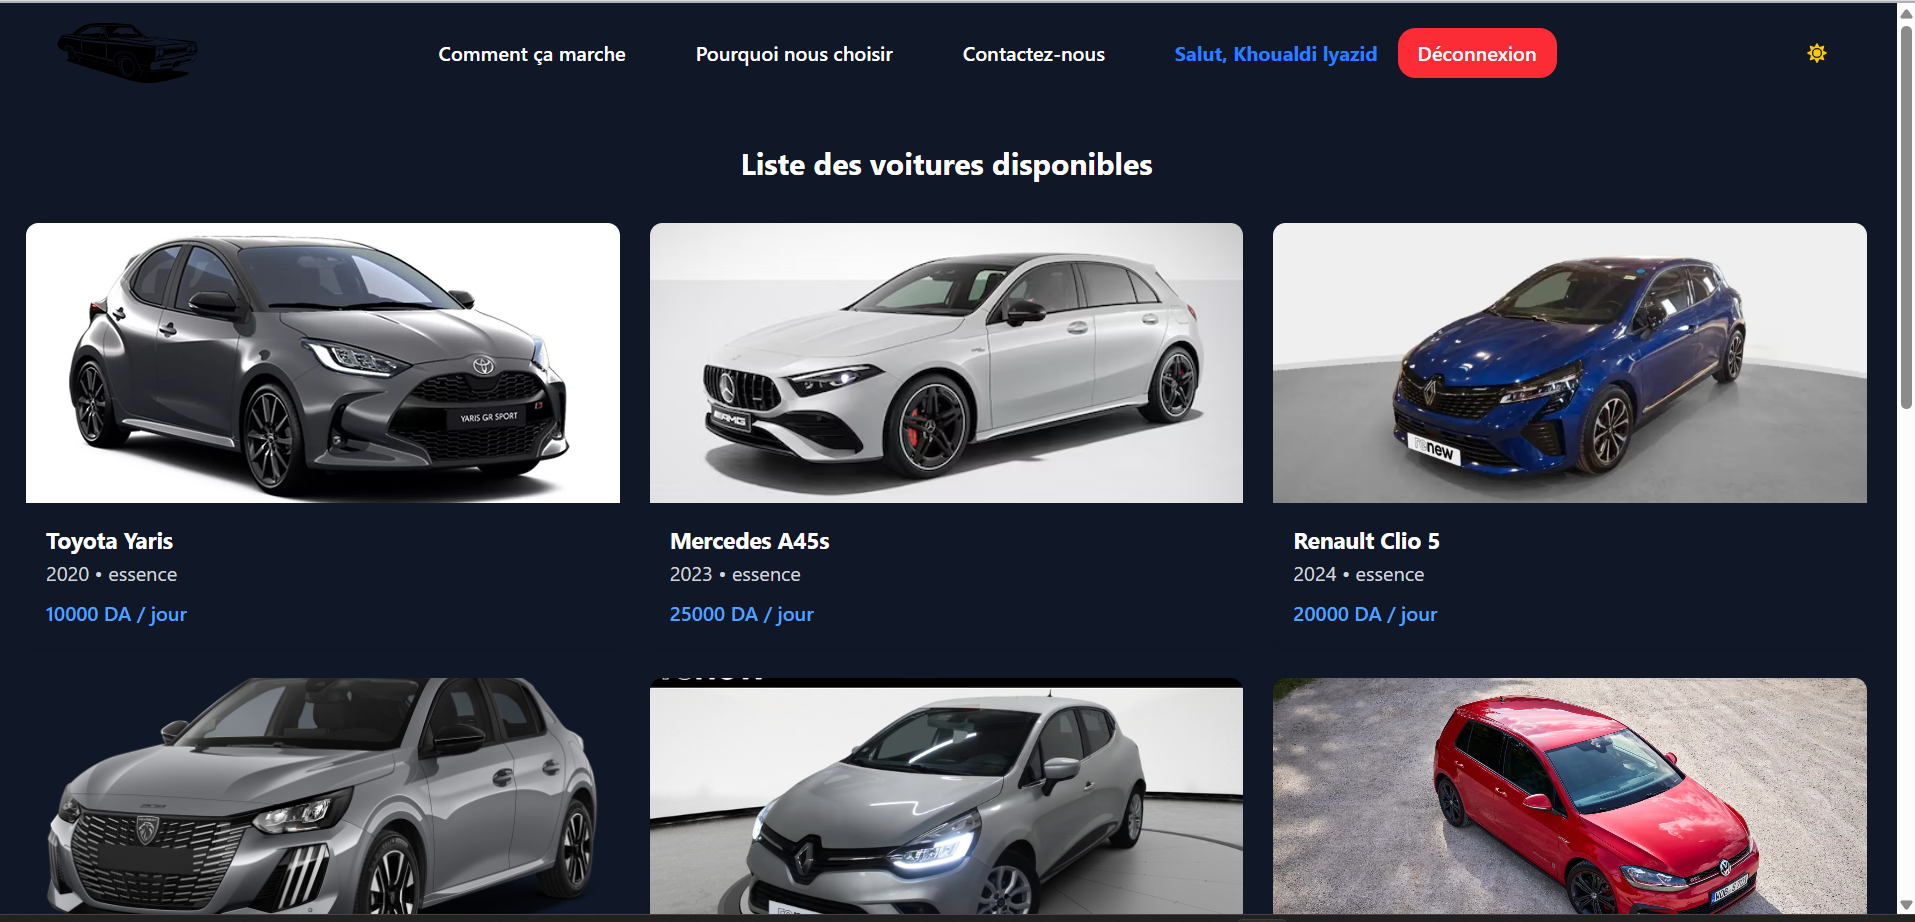 Comment ça marche
Pourquoi nous choisir
Contactez-nous
Salut, Khoualdi lyazid
Déconnexion
Liste des voitures disponibles
YARIS GR SPORT
AMG
renew
Toyota Yaris
2020 • essence
10000 DA / jour
Mercedes A45s
2023 • essence
25000 DA / jour
Renault Clio 5
2024 • essence
20000 DA / jour